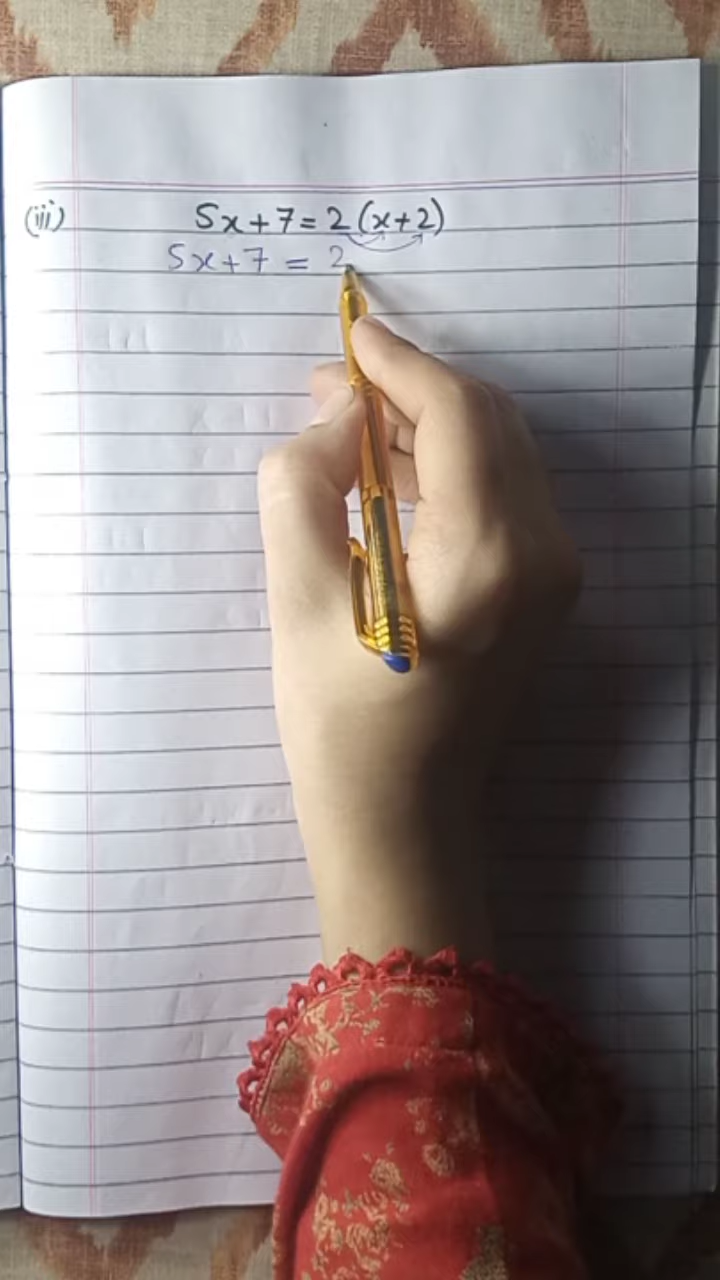 (iii) 5x+7=2(x+2)
5x+7 = 2